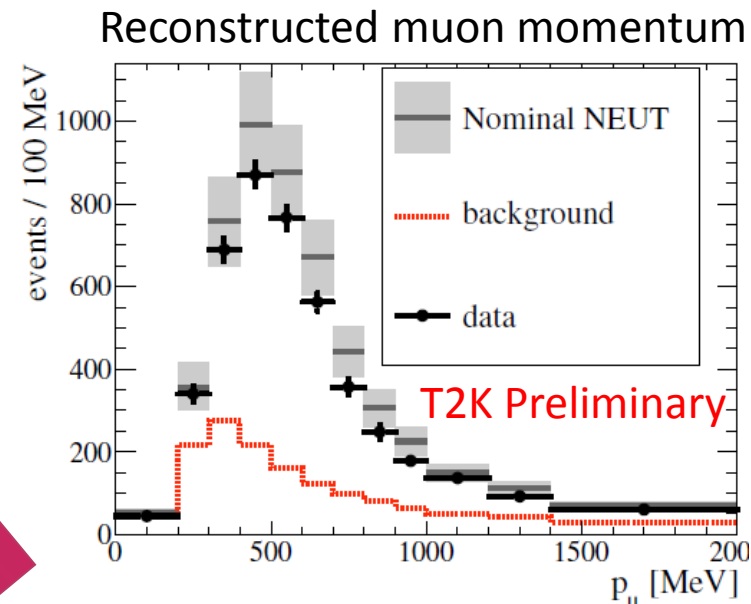 Reconstructed muon momentum
events / 100 MeV
1000
800
600
400
200
0
Nominal NEUT
background
data
T2K Preliminary
0 500 1000 1500 200
pμ [MeV]